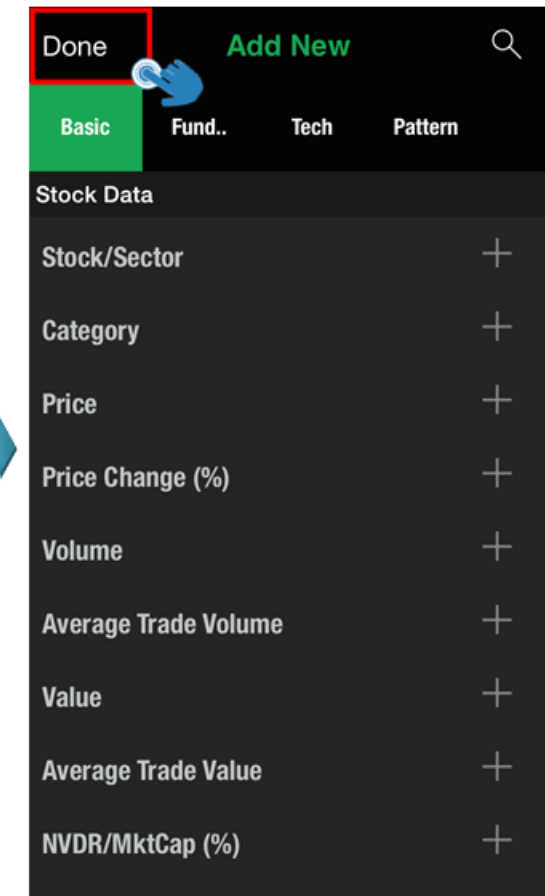 Done Add New
Basic Fund.. Tech Pattern
Stock Data
Stock/Sector
Category
Price
Price Change (%)
Volume
Average Trade Volume
Value
Average Trade Value
NVDR/MktCap (%)